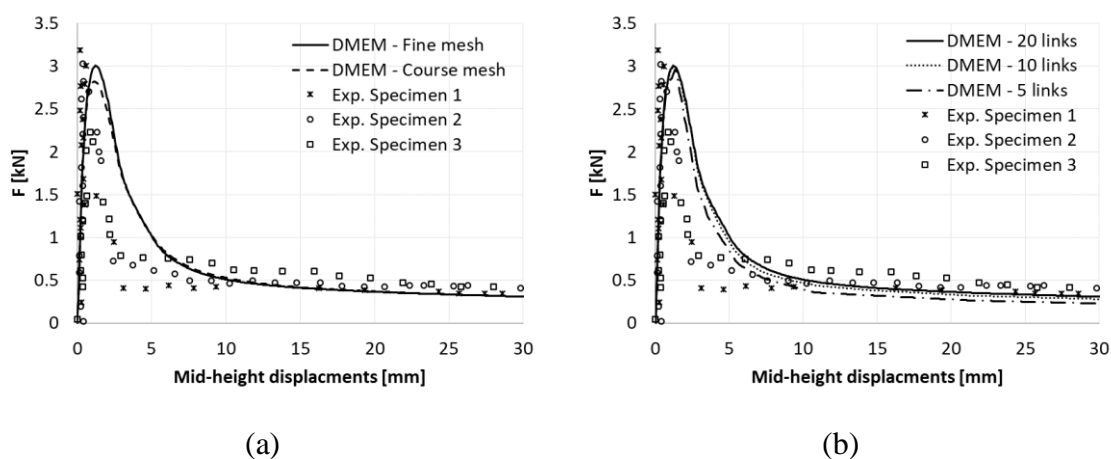 3.5
3
2.5
2
1.5
1
0.5
0
F [kN]
DMEM - Fine mesh
DMEM - Course mesh
Exp. Specimen 1
Exp. Specimen 2
Exp. Specimen 3
0 5 10 15 20 25 30
Mid-height displacments [mm]
(a)
3.5
3
2.5
2
1.5
1
0.5
0
F [kN]
DMEM - 20 links
DMEM - 10 links
DMEM - 5 links
Exp. Specimen 1
Exp. Specimen 2
Exp. Specimen 3
0 5 10 15 20 25 30
Mid-height displacments [mm]
(b)